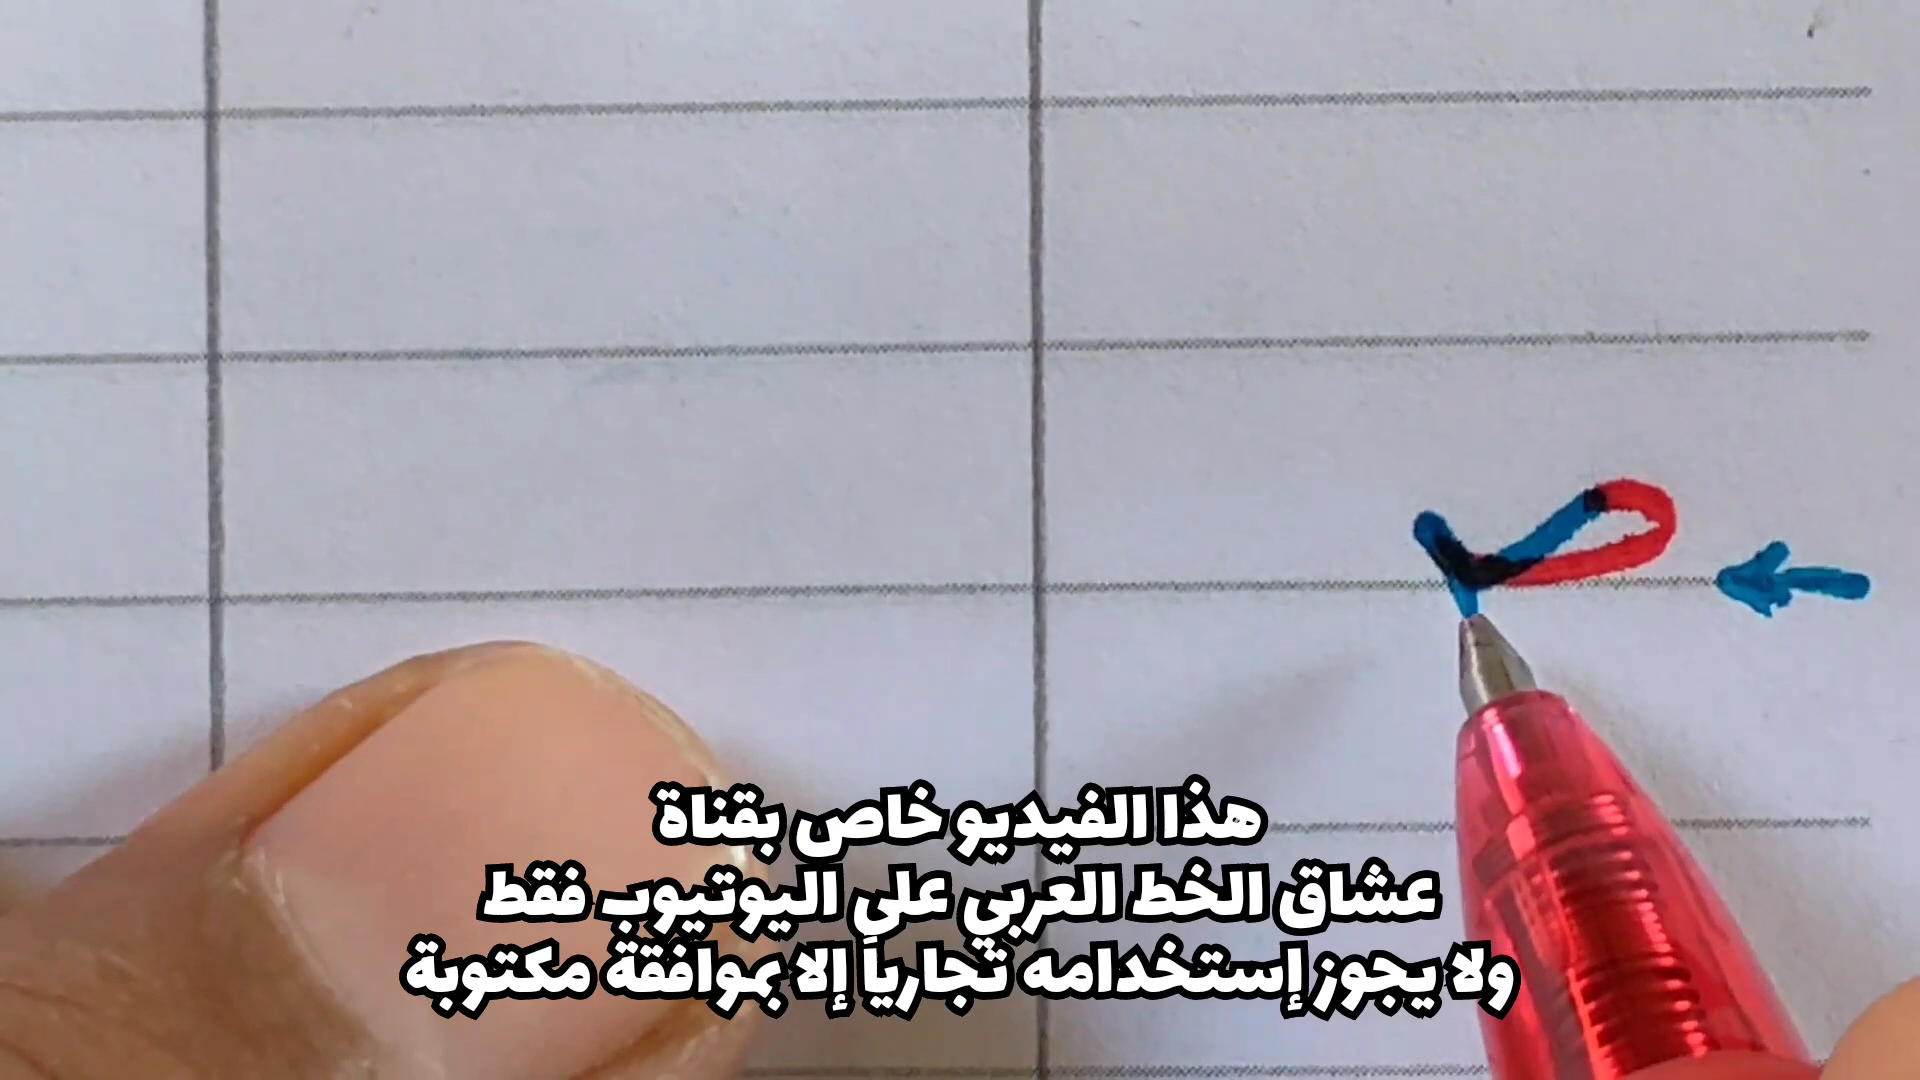 هذا الفيديو خاص بقناة
عشاق الخط العربي على اليوتيوب فقط
ولا يجوز إستخدامه تجارياً إلا بموافقة مكتوبة